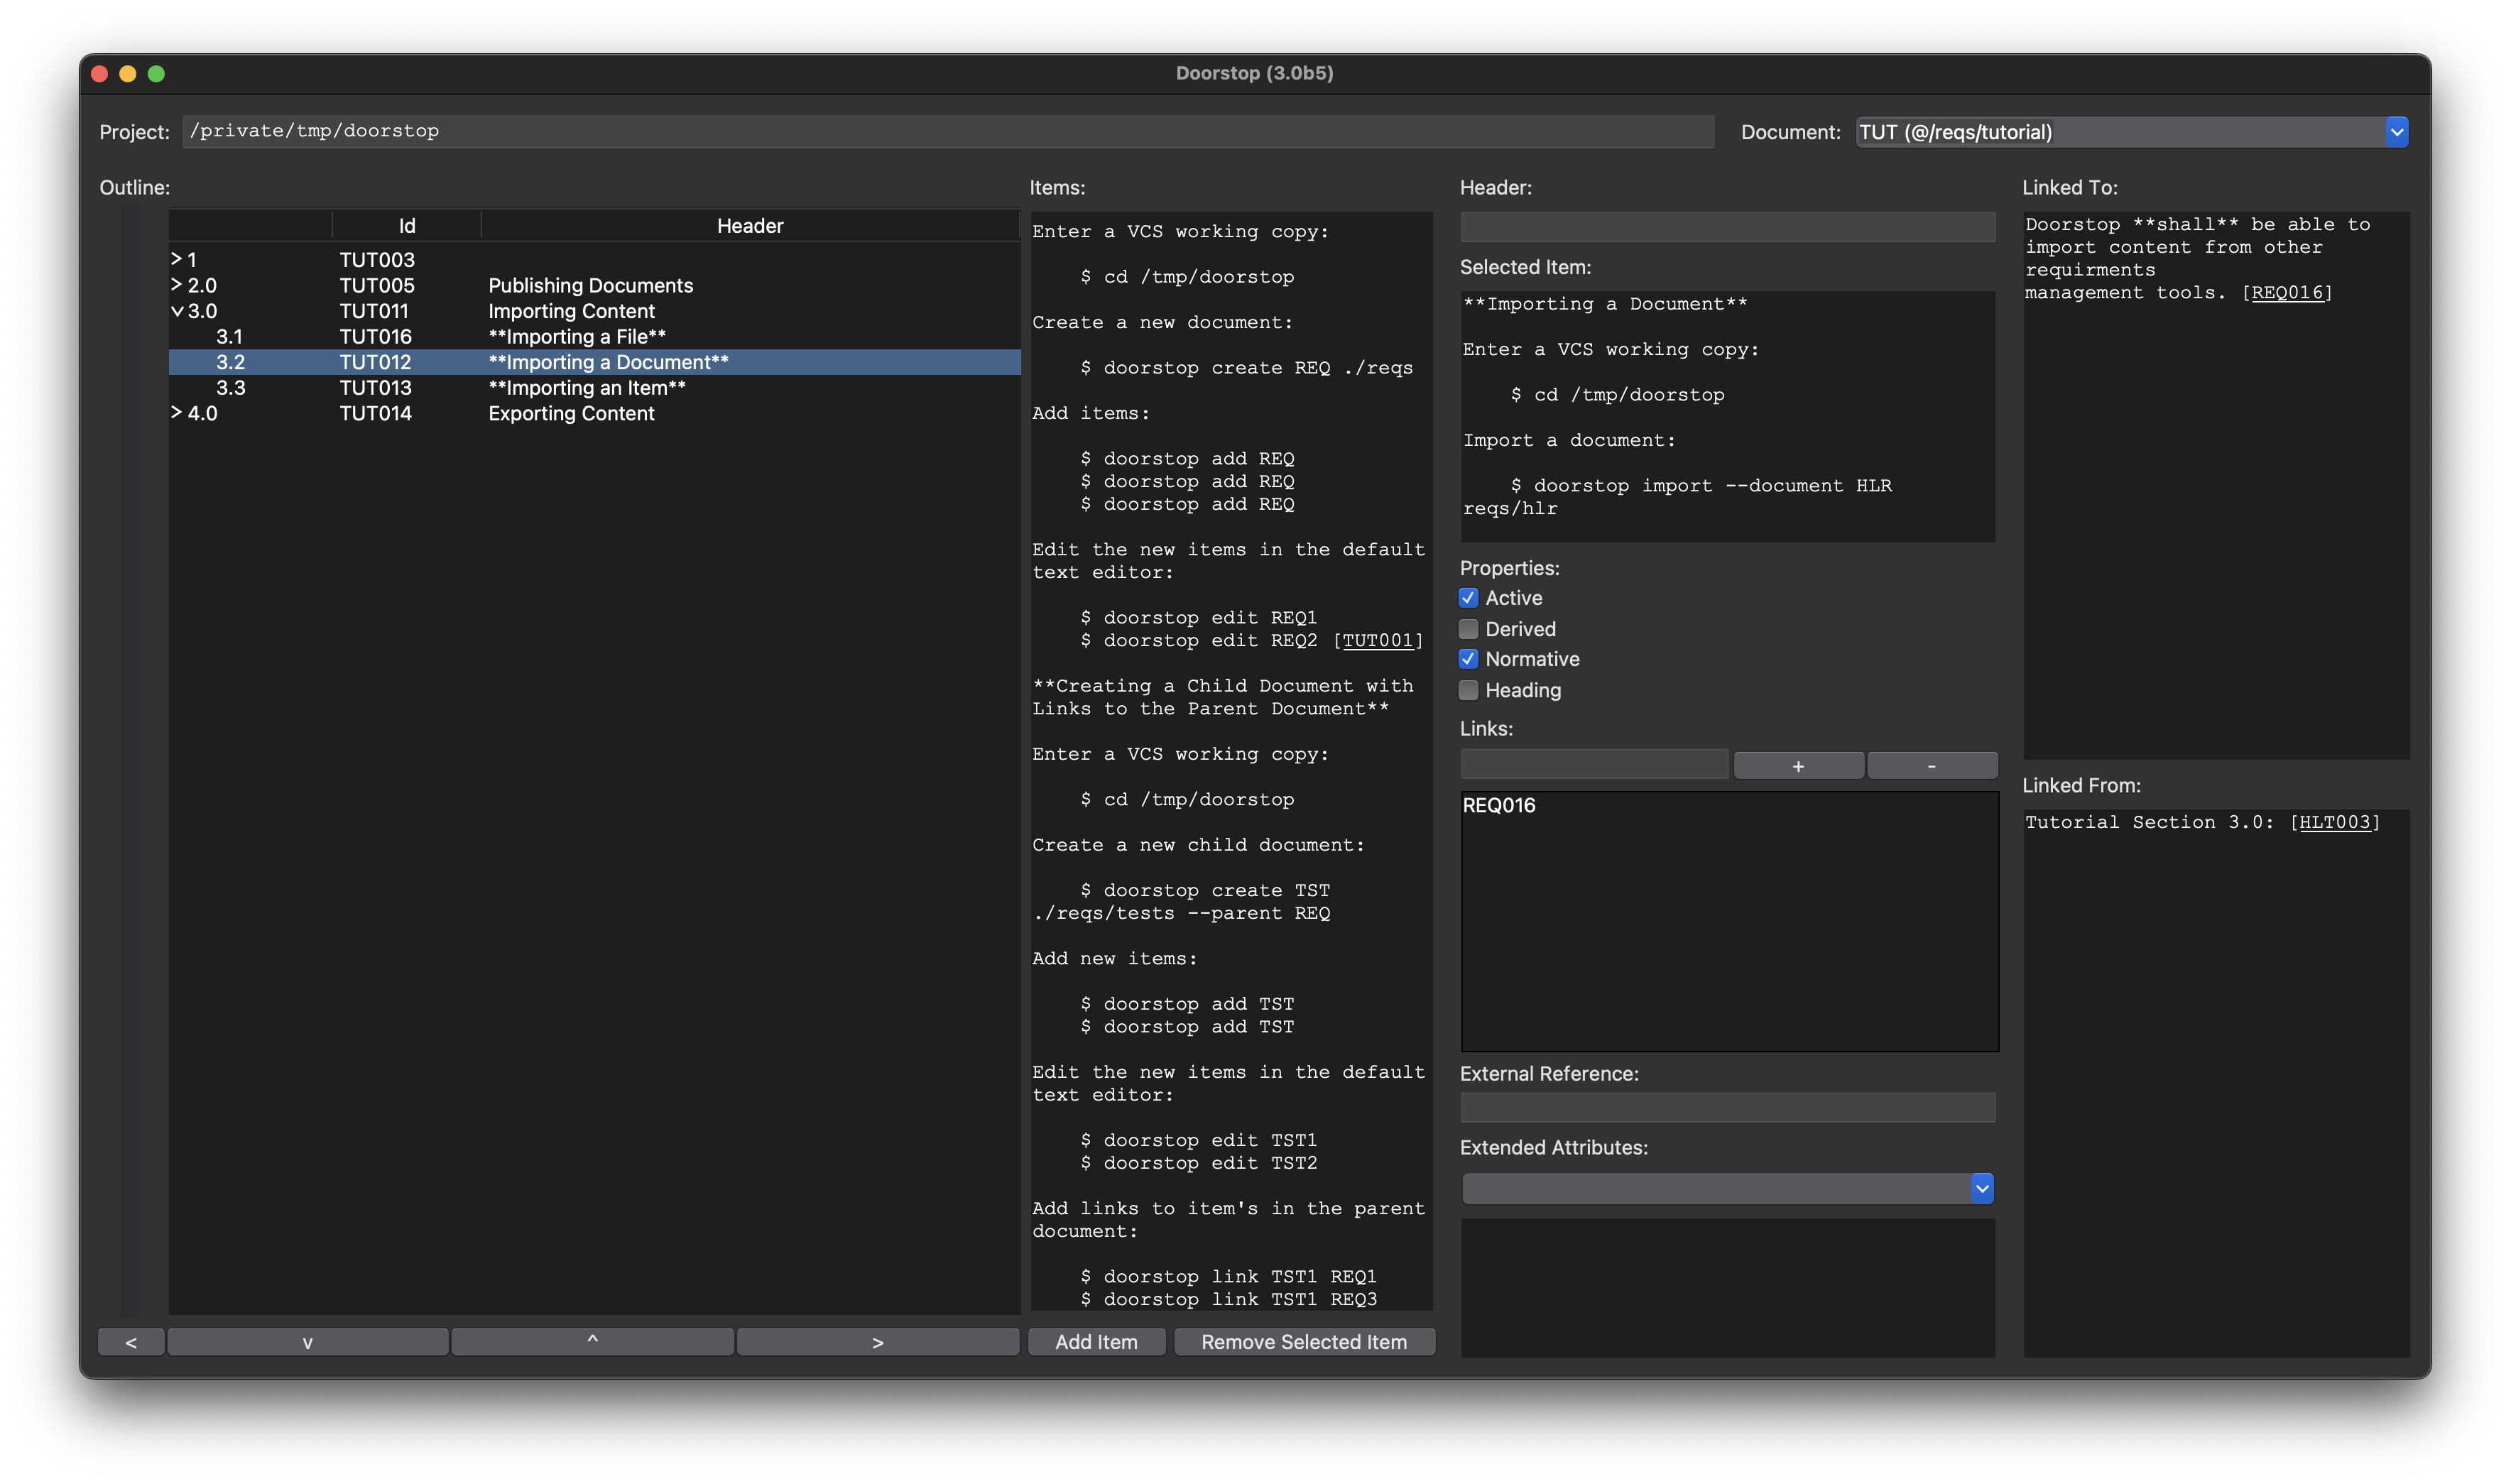 Doorstop (3.0b5)
Project: /private/tmp/doorstop
Document: TUT (@/reqs/tutorial)
Outline:
Id Header
> 1 TUT003
> 2.0 TUT005 Publishing Documents
v 3.0 TUT011 Importing Content
3.1 TUT016 **Importing a File**
3.2 TUT012 **Importing a Document**
3.3 TUT013 **Importing an Item**
> 4.0 TUT014 Exporting Content
< v ^ >
Items:
Enter a VCS working copy:
$ cd /tmp/doorstop
Create a new document:
$ doorstop create REQ ./reqs
Add items:
$ doorstop add REQ
$ doorstop add REQ
$ doorstop add REQ
Edit the new items in the default
text editor:
$ doorstop edit REQ1
$ doorstop edit REQ2 [TUT001]
**Creating a Child Document with
Links to the Parent Document**
Enter a VCS working copy:
$ cd /tmp/doorstop
Create a new child document:
$ doorstop create TST
./reqs/tests --parent REQ
Add new items:
$ doorstop add TST
$ doorstop add TST
Edit the new items in the default
text editor:
$ doorstop edit TST1
$ doorstop edit TST2
Add links to item's in the parent
document:
$ doorstop link TST1 REQ1
$ doorstop link TST1 REQ3
Add Item Remove Selected Item
Header:
Selected Item:
**Importing a Document**
Enter a VCS working copy:
$ cd /tmp/doorstop
Import a document:
$ doorstop import --document HLR
reqs/hlr
Properties:
Active
Derived
Normative
Heading
Links:
+ -
REQ016
External Reference:
Extended Attributes:
Linked To:
Doorstop **shall** be able to
import content from other
requirments
management tools. [REQ016]
Linked From:
Tutorial Section 3.0: [HLT003]